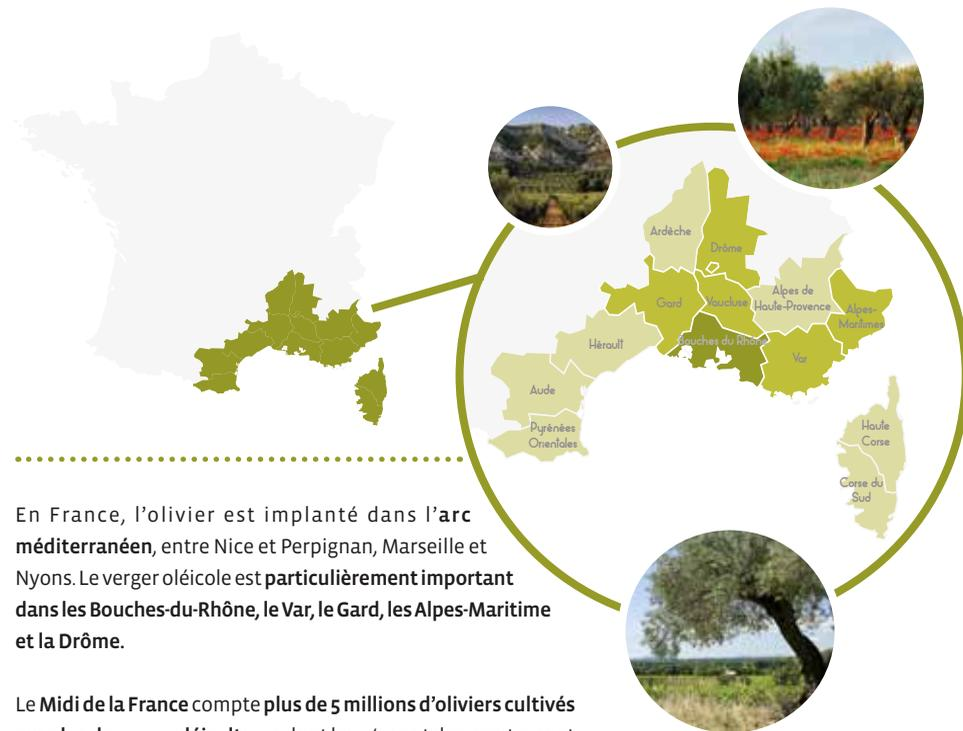 Ardèche
Drôme
Gard
Vaucluse
Alpes de
Haute-Provence
Alpes-
Maritimes
Bouches du Rhône
Hérault
Var
Aude
Pyrénées
Orientales
Haute
Corse
Corse du
Sud
En France, l’olivier est implanté dans l’arc
méditerranéen, entre Nice et Perpignan, Marseille et
Nyons. Le verger oléicole est particulièrement important
dans les Bouches-du-Rhône, le Var, le Gard, les Alpes-Maritime
et la Drôme.
Le Midi de la France compte plus de 5 millions d’oliviers cultivés